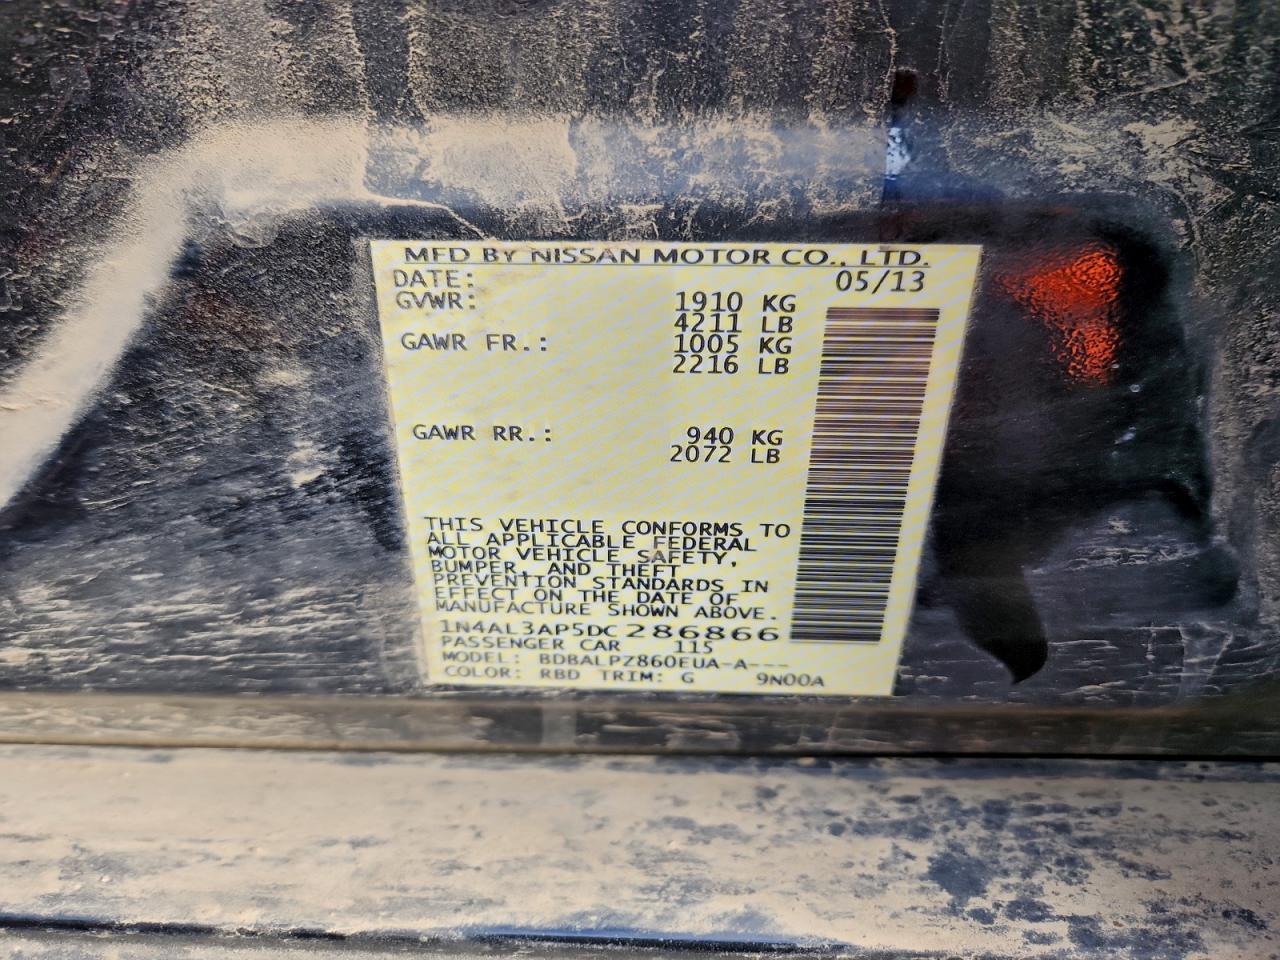 MFD BY NISSAN MOTOR CO., LTD.
DATE: 05/13
GVWR: 1910 KG
4211 LB
GAWR FR.: 1005 KG
2216 LB
GAWR RR.: 940 KG
2072 LB
THIS VEHICLE CONFORMS TO
ALL APPLICABLE FEDERAL
MOTOR VEHICLE SAFETY,
BUMPER, AND THEFT
PREVENTION STANDARDS IN
EFFECT ON THE DATE OF
MANUFACTURE SHOWN ABOVE.
1N4AL3AP5DC286866
PASSENGER CAR 115
MODEL: BDBALPZ860EUA-A---
COLOR: RBD TRIM: G 9N00A